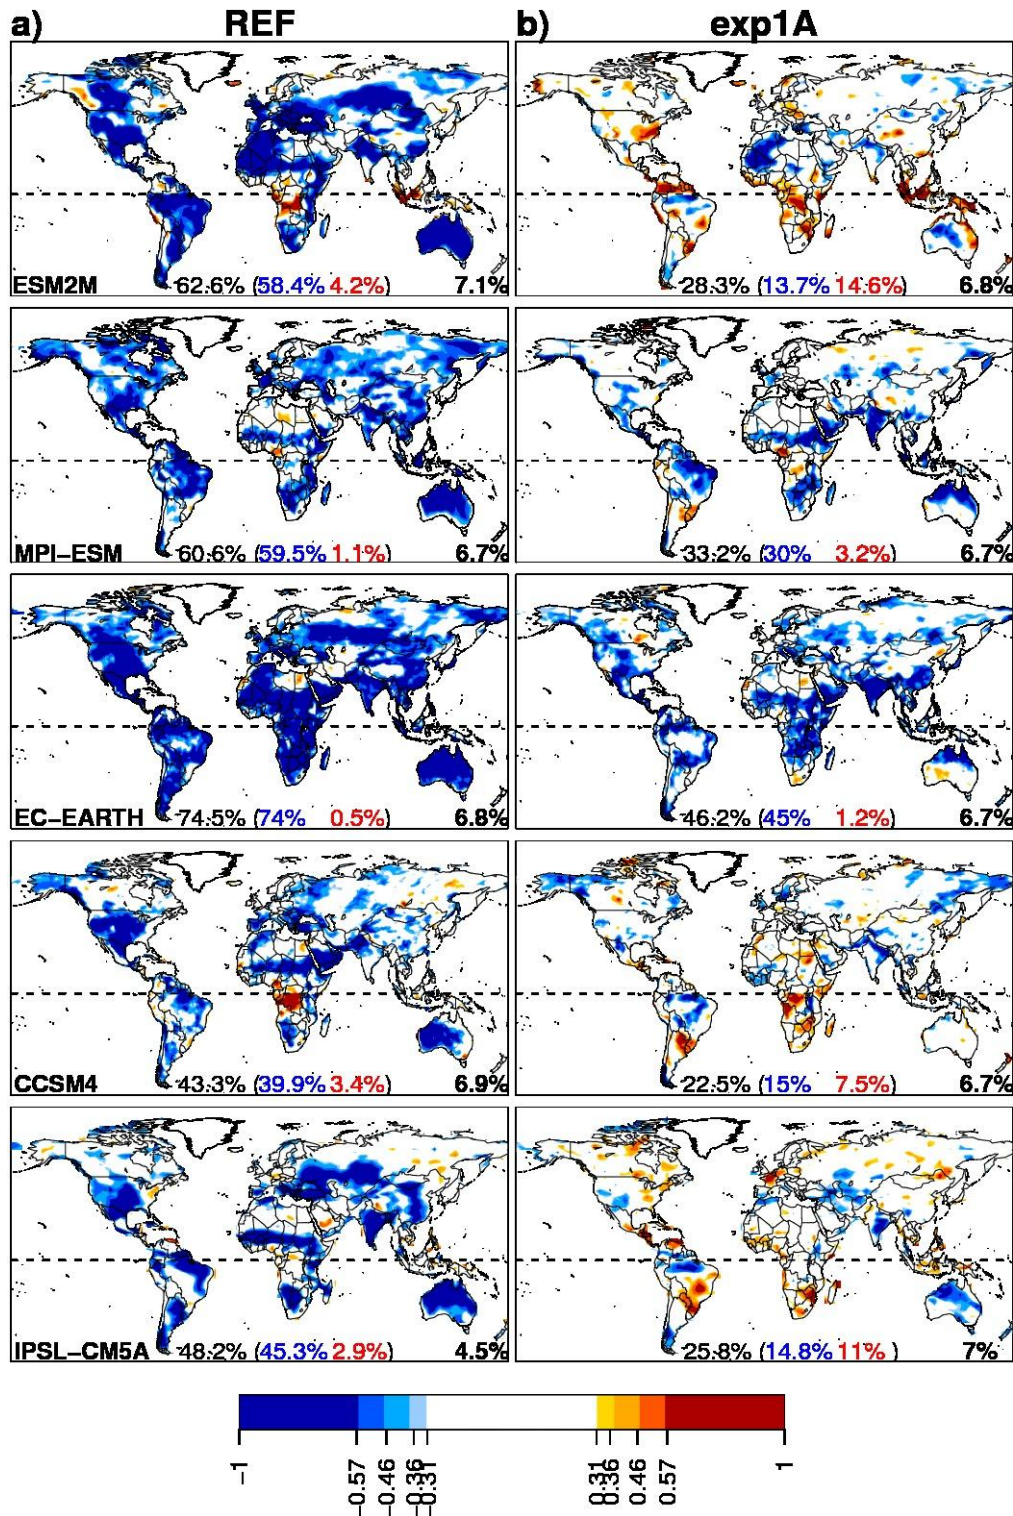 a) REF b) exp1A
ESM2M 62.6% (58.4% 4.2%) 7.1% 28.3% (13.7% 14.6%) 6.8%
MPI–ESM 60.6% (59.5% 1.1%) 6.7% 33.2% (30% 3.2%) 6.7%
EC–EARTH 74.5% (74% 0.5%) 6.8% 46.2% (45% 1.2%) 6.7%
CCSM4 43.3% (39.9% 3.4%) 6.9% 22.5% (15% 7.5%) 6.7%
IPSL–CM5A 48.2% (45.3% 2.9%) 4.5% 25.8% (14.8% 11%) 7%
−1 −0.57 −0.46 −0.36 −0.31 0.31 0.36 0.46 0.57 1